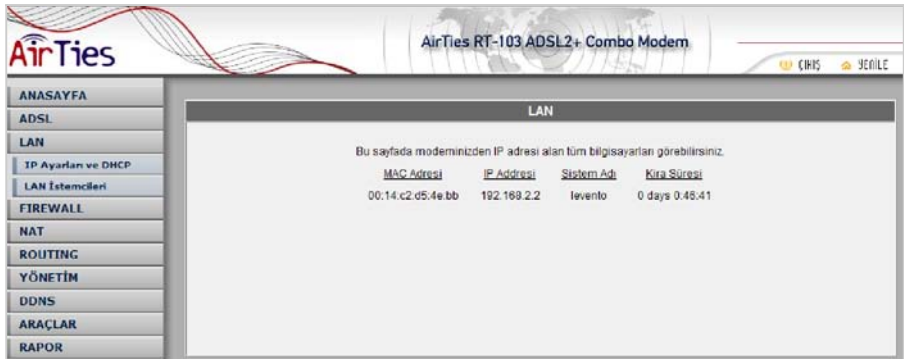 AirTies
AirTies RT-103 ADSL2+ Combo Modem
ÇIKIŞ YENİLE
ANASAYFA
ADSL
LAN
IP Ayarları ve DHCP
LAN İstemcileri
FIREWALL
NAT
ROUTING
YÖNETİM
DDNS
ARAÇLAR
RAPOR
LAN
Bu sayfada modeminizden IP adresi alan tüm bilgisayarları görebilirsiniz.
MAC Adresi IP Addresi Sistem Adı Kira Süresi
00:14:c2:d5:4e:bb 192.168.2.2 levento 0 days 0:46:41